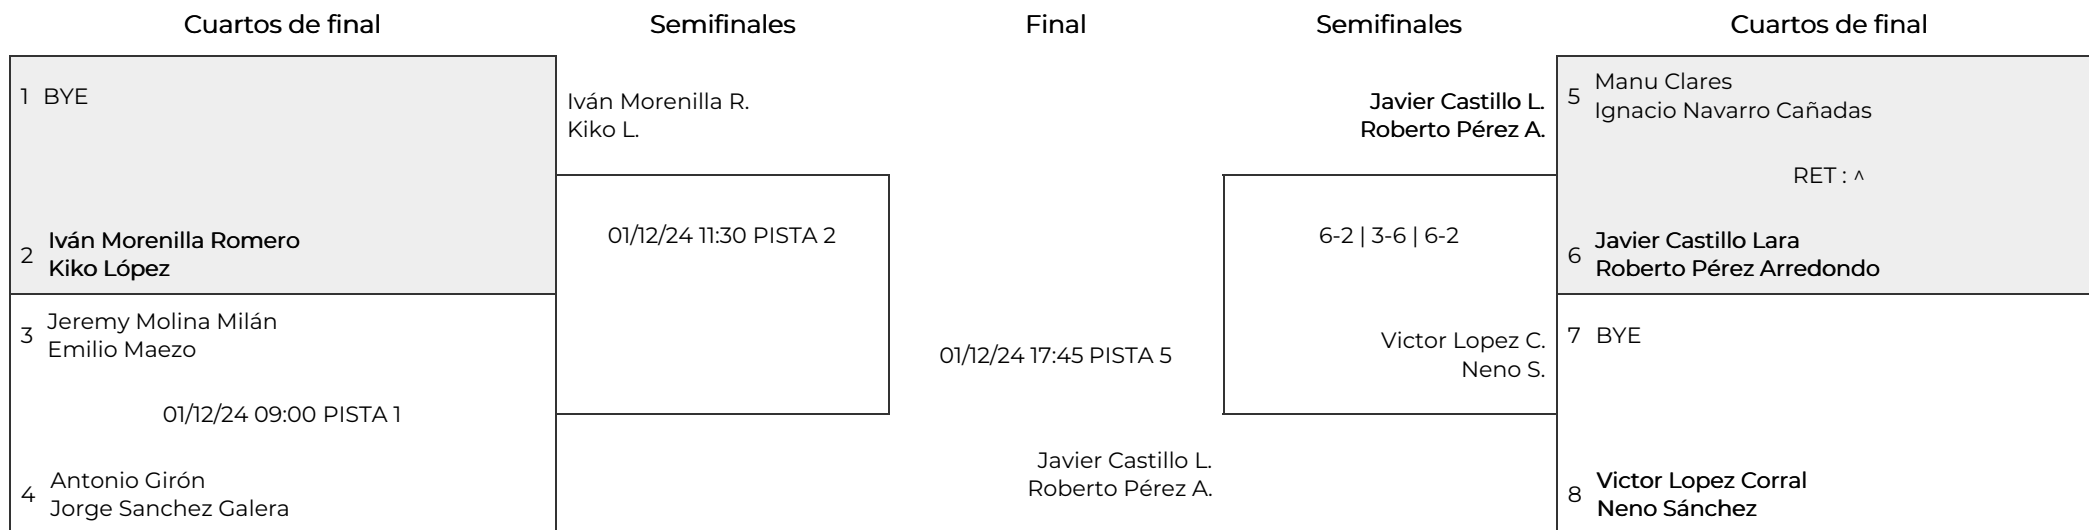 Cuartos de final
Semifinales
Final
Semifinales
Cuartos de final
1 BYE
2 Iván Morenilla Romero
Kiko López
3 Jeremy Molina Milán
Emilio Maezo
01/12/24 09:00 PISTA 1
4 Antonio Girón
Jorge Sanchez Galera
Iván Morenilla R.
Kiko L.
01/12/24 11:30 PISTA 2
01/12/24 17:45 PISTA 5
Javier Castillo L.
Roberto Pérez A.
Javier Castillo L.
Roberto Pérez A.
6-2 | 3-6 | 6-2
Victor Lopez C.
Neno S.
5 Manu Clares
Ignacio Navarro Cañadas
RET : ^
6 Javier Castillo Lara
Roberto Pérez Arredondo
7 BYE
8 Victor Lopez Corral
Neno Sánchez